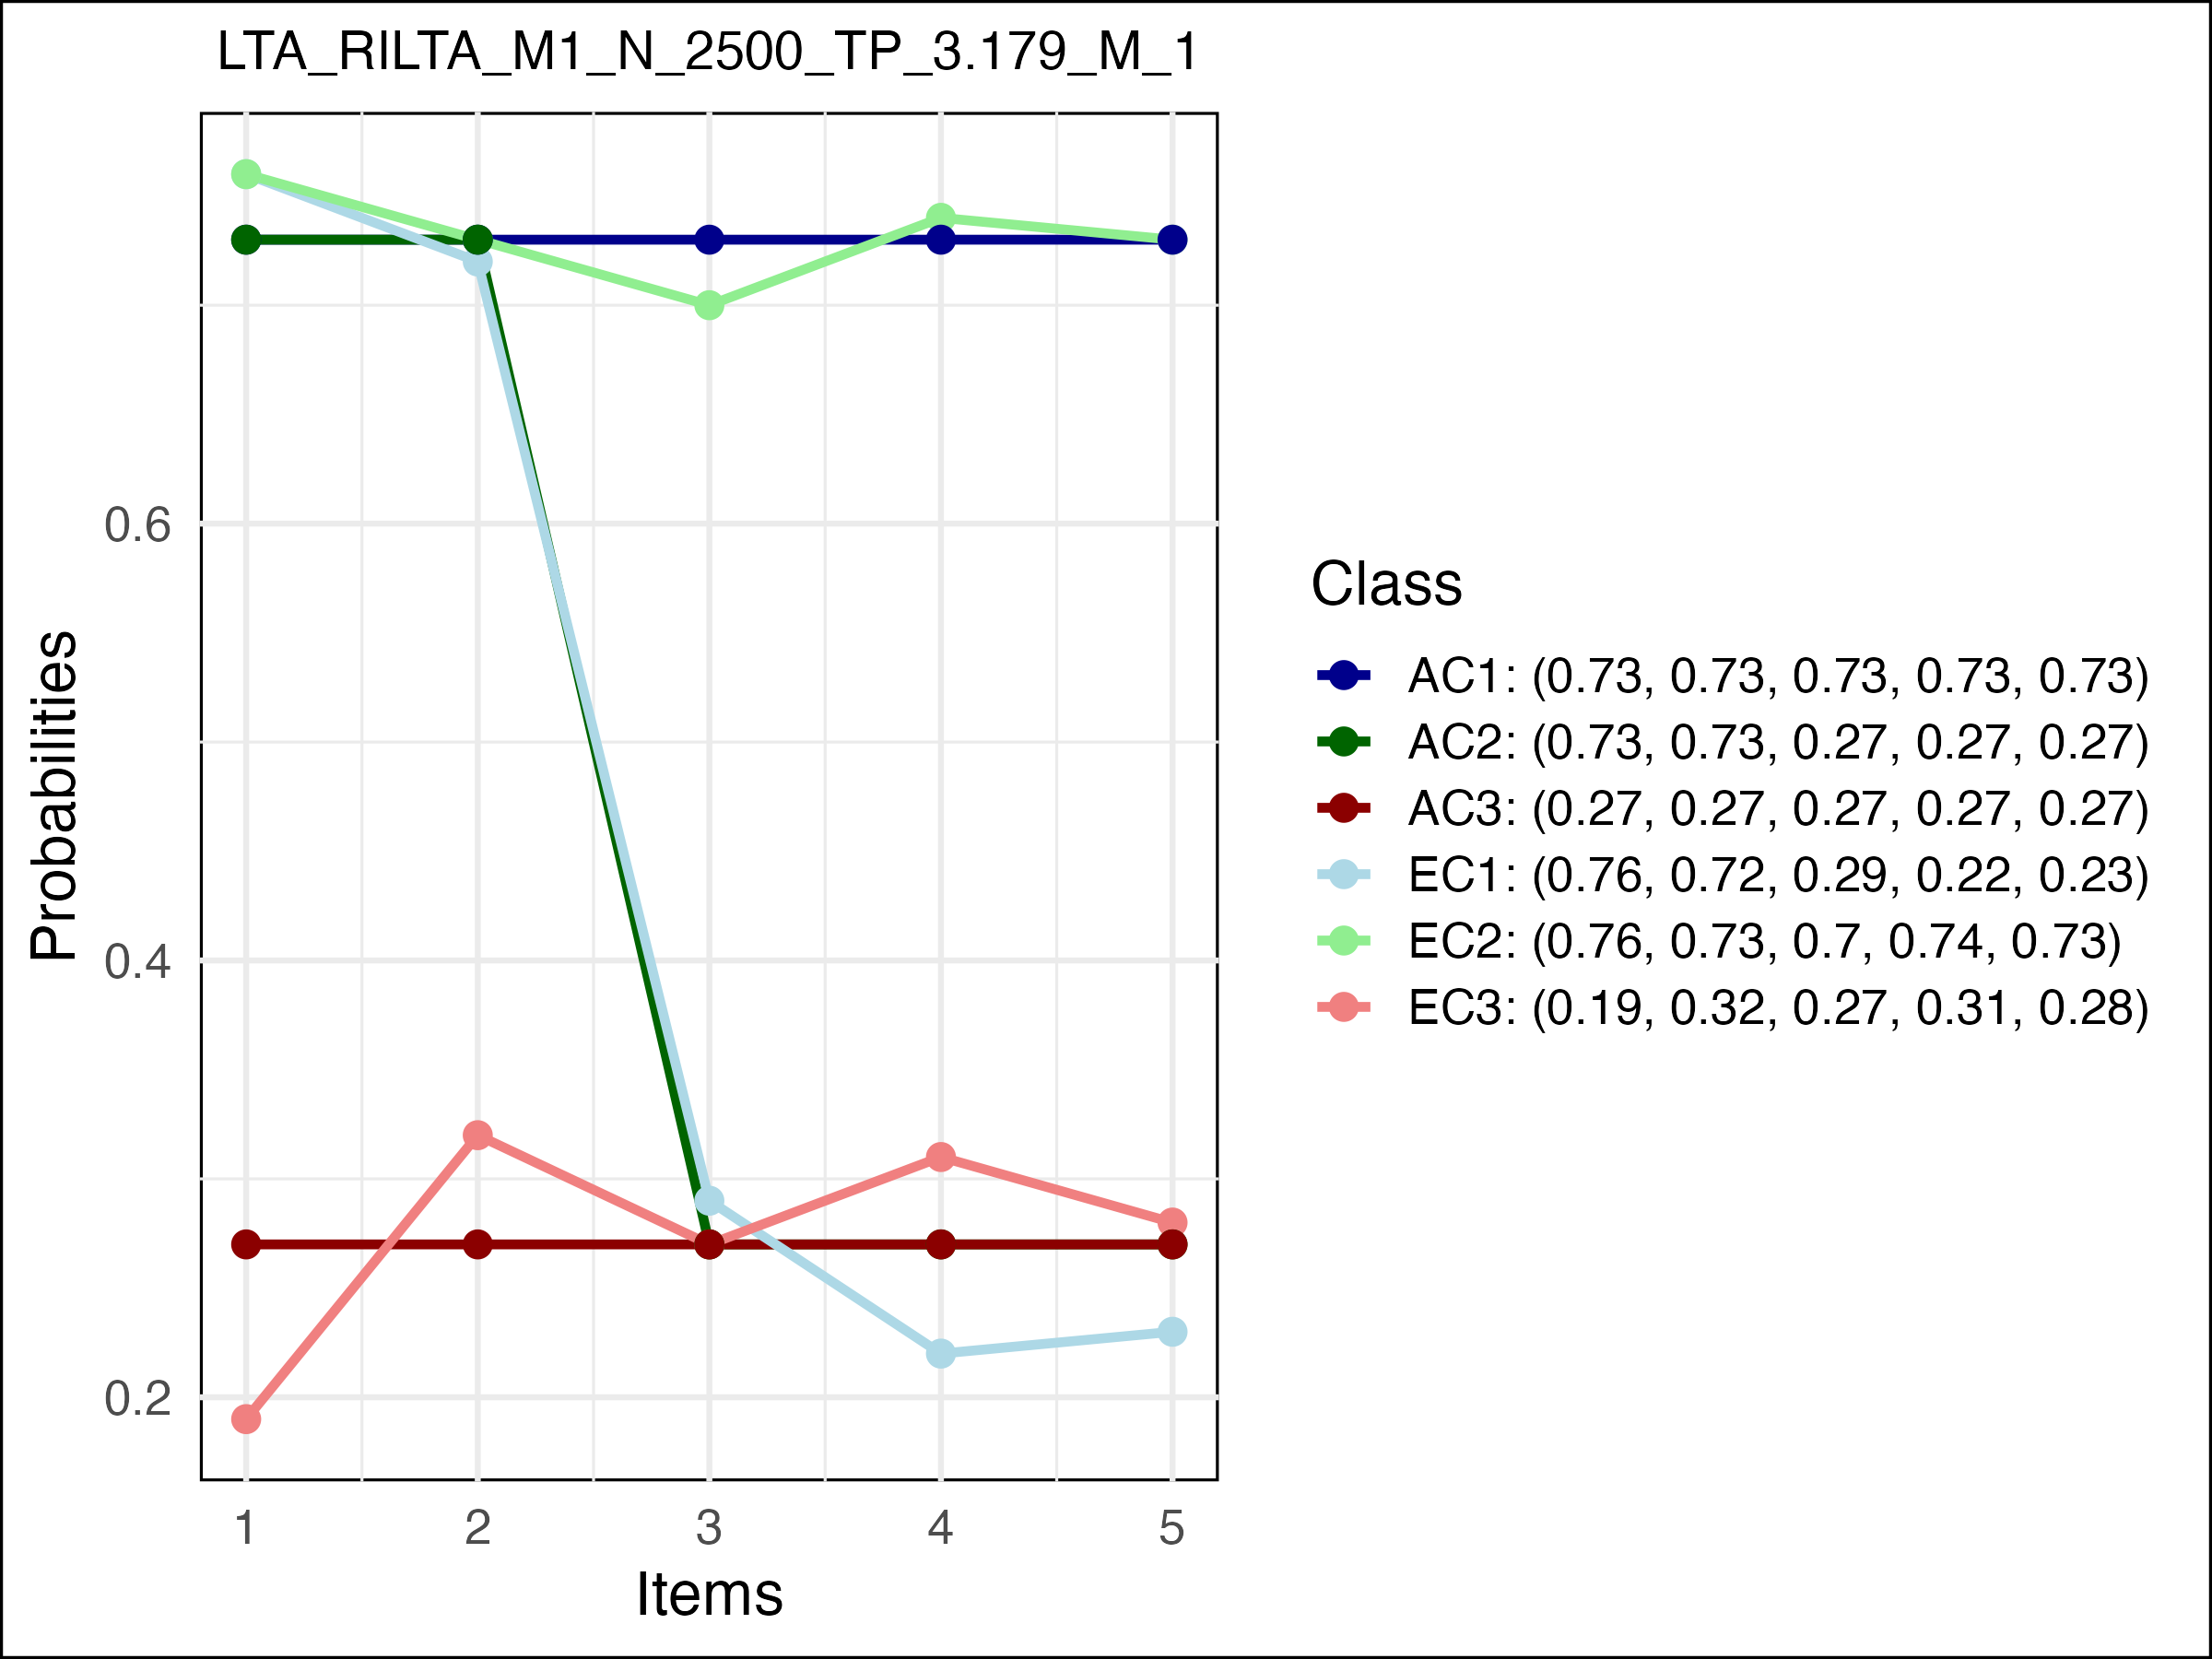 LTA_RILTA_M1_N_2500_TP_3.179_M_1
Probabilities
0.6
0.4
0.2
1 2 3 4 5
Items
Class
AC1: (0.73, 0.73, 0.73, 0.73, 0.73)
AC2: (0.73, 0.73, 0.27, 0.27, 0.27)
AC3: (0.27, 0.27, 0.27, 0.27, 0.27)
EC1: (0.76, 0.72, 0.29, 0.22, 0.23)
EC2: (0.76, 0.73, 0.7, 0.74, 0.73)
EC3: (0.19, 0.32, 0.27, 0.31, 0.28)